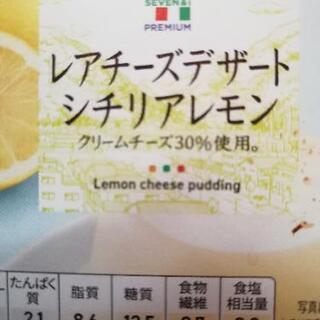 SEVEN&i
PREMIUM
レアチーズデザート
シチリアレモン
クリームチーズ30%使用。
Lemon cheese pudding
たんぱく質 脂質 糖質 食物繊維 食塩相当量